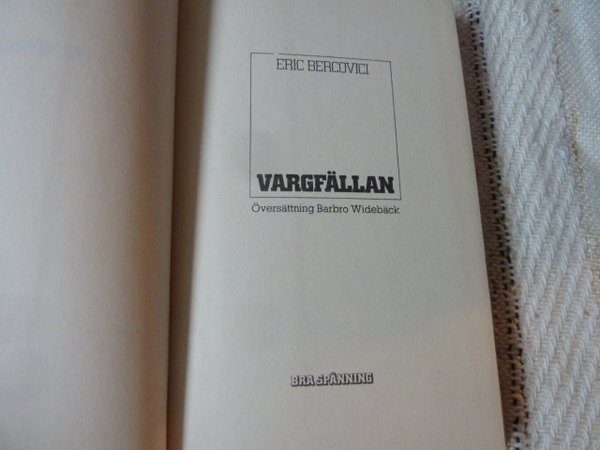 ERIC BERCOVICI
VARGFÄLLAN
Översättning Barbro Widebäck
BRA SPÄNNING